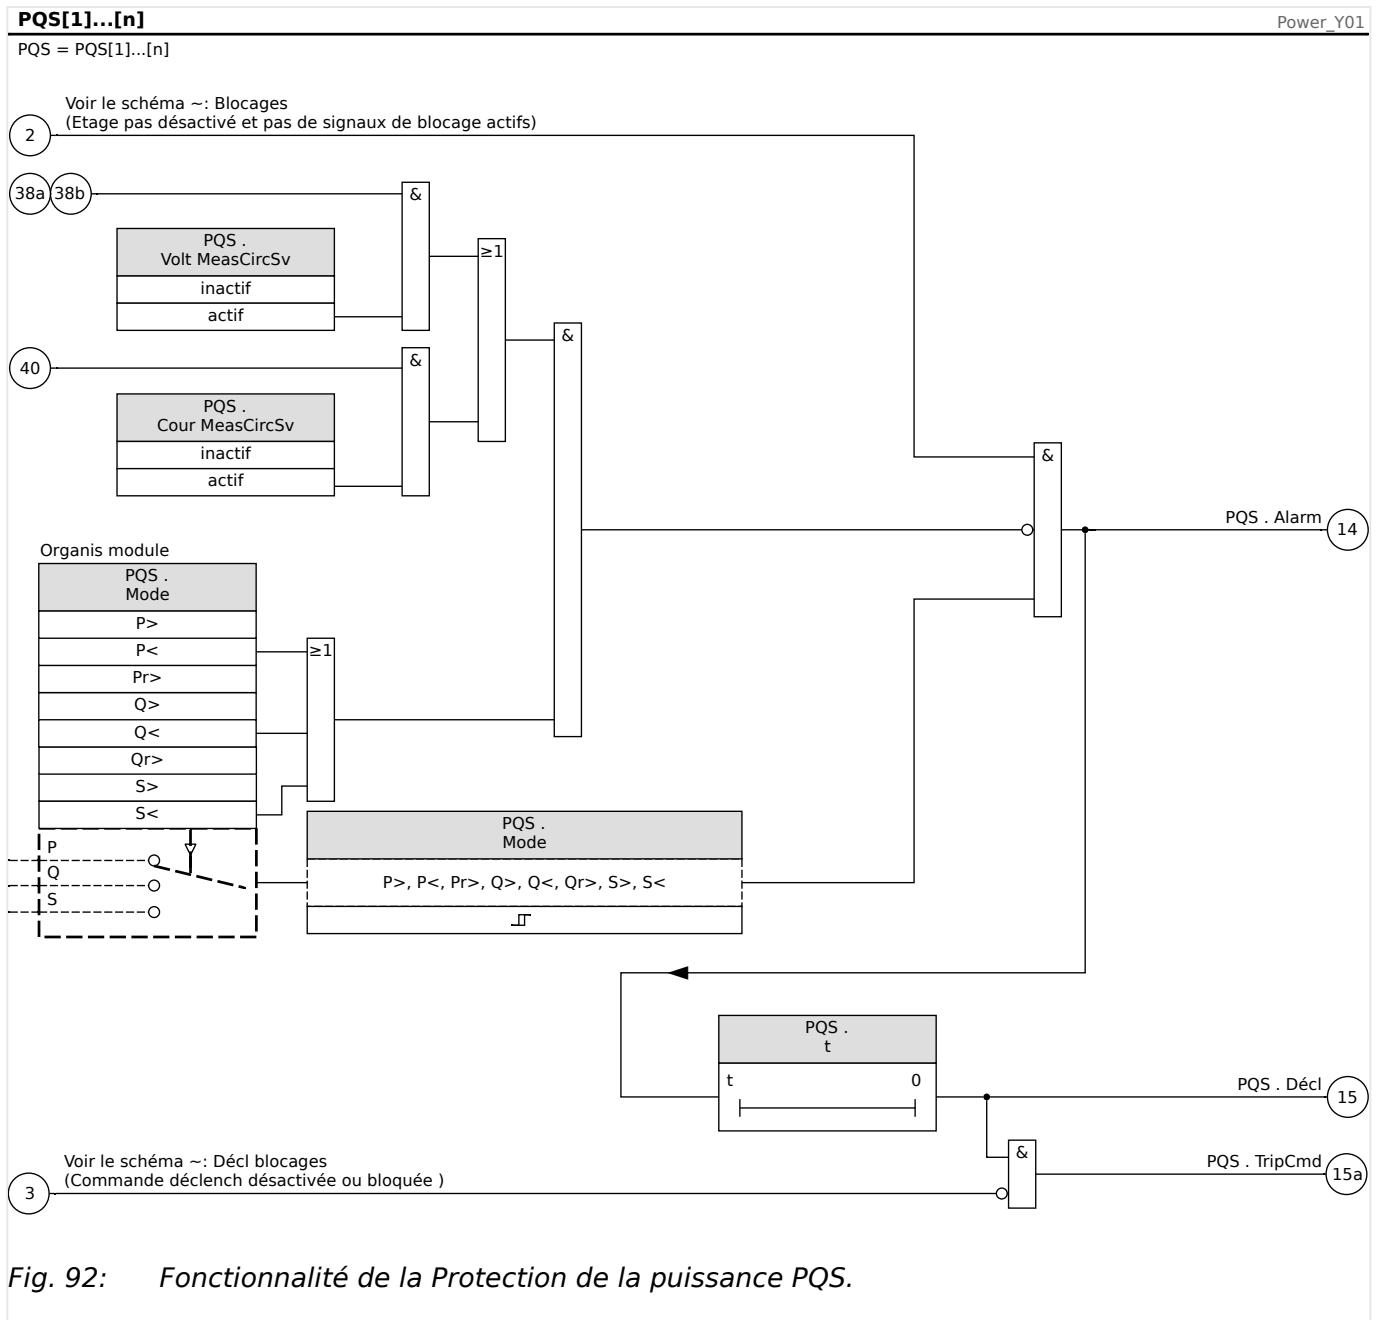 PQS[1]...[n]
Power_Y01
PQS = PQS[1]...[n]
Voir le schéma ~: Blocages
(Etage pas désactivé et pas de signaux de blocage actifs)
2
38a 38b
&
PQS .
Volt MeasCircSv
inactif
actif
≥1
&
40
&
PQS .
Cour MeasCircSv
inactif
actif
&
PQS . Alarm
14
Organis module
PQS .
Mode
P>
P<
Pr>
Q>
Q<
Qr>
S>
S<
≥1
P
Q
S
PQS .
Mode
P>, P<, Pr>, Q>, Q<, Qr>, S>, S<
PQS .
t
t 0
PQS . Décl
15
Voir le schéma ~: Décl blocages
(Commande déclench désactivée ou bloquée )
3
&
PQS . TripCmd
15a
Fig. 92: Fonctionnalité de la Protection de la puissance PQS.